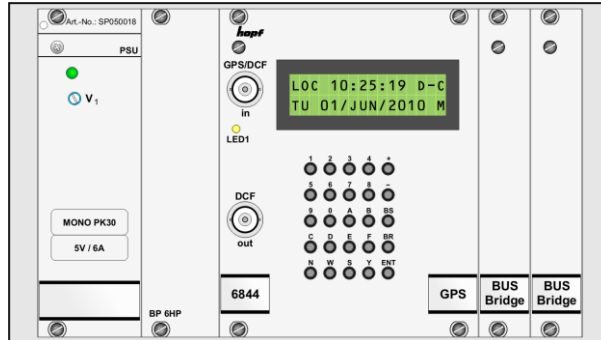 Art.-No.: SP050018
PSU
V1
MONO PK30
5V / 6A
BP 6HP
hopf
GPS/DCF
in
LED1
DCF
out
LOC 10:25:19 D-C
TU 01/JUN/2010 M
1 2 3 4 +
5 6 7 8 –
9 0 A B BS
C D E F BR
N W S Y ENT
6844
GPS
BUS
Bridge
BUS
Bridge